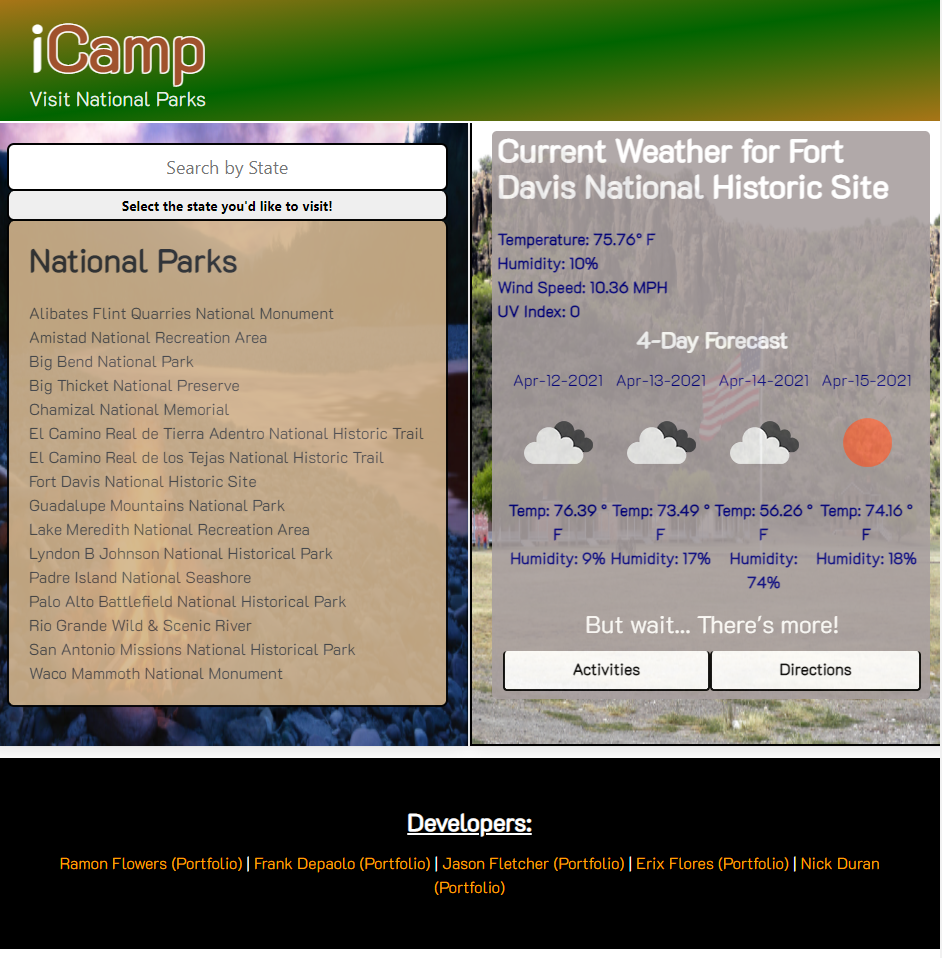 iCamp
Visit National Parks
Search by State
Select the state you'd like to visit!
National Parks
Alibates Flint Quarries National Monument
Amistad National Recreation Area
Big Bend National Park
Big Thicket National Preserve
Chamizal National Memorial
El Camino Real de Tierra Adentro National Historic Trail
El Camino Real de los Tejas National Historic Trail
Fort Davis National Historic Site
Guadalupe Mountains National Park
Lake Meredith National Recreation Area
Lyndon B Johnson National Historical Park
Padre Island National Seashore
Palo Alto Battlefield National Historical Park
Rio Grande Wild & Scenic River
San Antonio Missions National Historical Park
Waco Mammoth National Monument
Current Weather for Fort
Davis National Historic Site
Temperature: 75.76° F
Humidity: 10%
Wind Speed: 10.36 MPH
UV Index: 0
4-Day Forecast
Apr-12-2021 Apr-13-2021 Apr-14-2021 Apr-15-2021
Temp: 76.39 ° Temp: 73.49 ° Temp: 56.26 ° Temp: 74.16 °
F F F F
Humidity: 9% Humidity: 17% Humidity: Humidity: 18%
74%
But wait... There's more!
Activities Directions
Developers:
Ramon Flowers (Portfolio) | Frank Depaolo (Portfolio) | Jason Fletcher (Portfolio) | Erix Flores (Portfolio) | Nick Duran
(Portfolio)